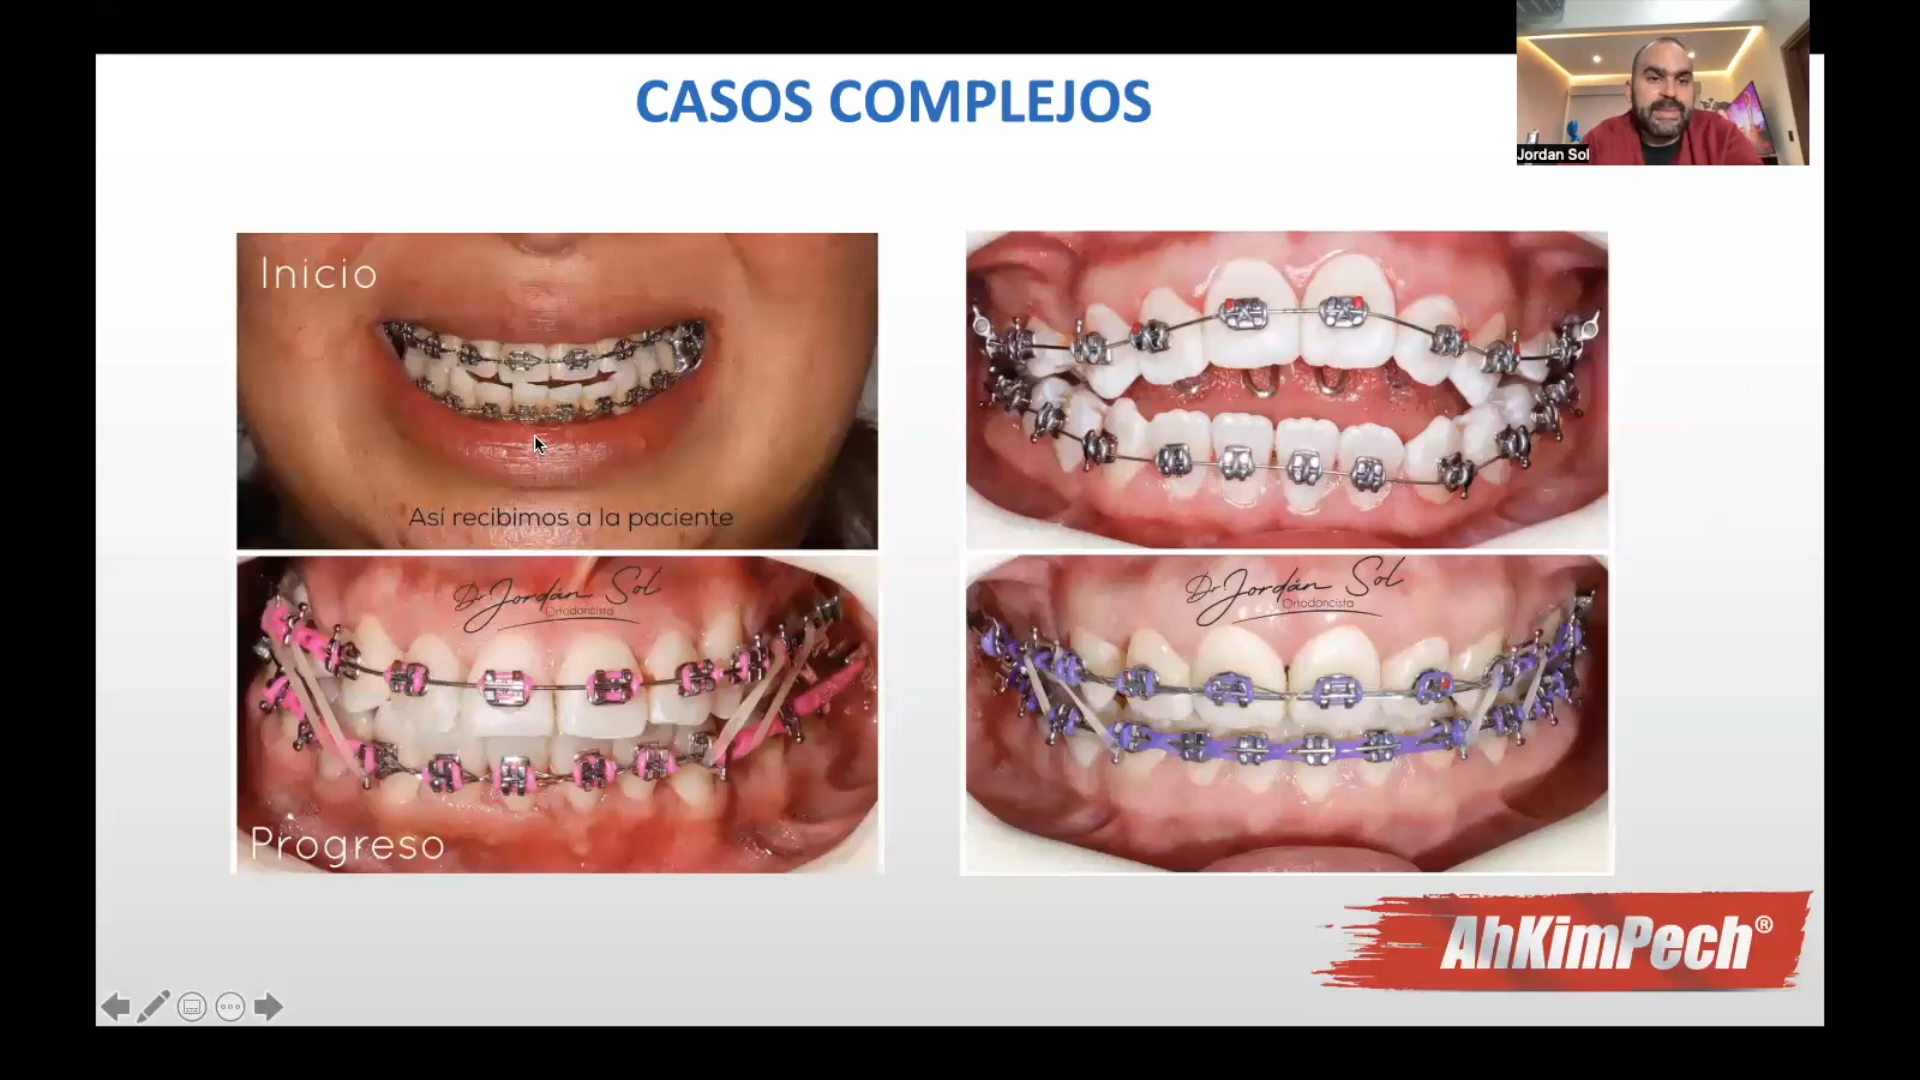 CASOS COMPLEJOS
Jordan Sol
Inicio
Así recibimos a la paciente
Dr. Jordán Sol
Ortodoncista
Dr. Jordán Sol
Ortodoncista
Progreso
AhKimPech®